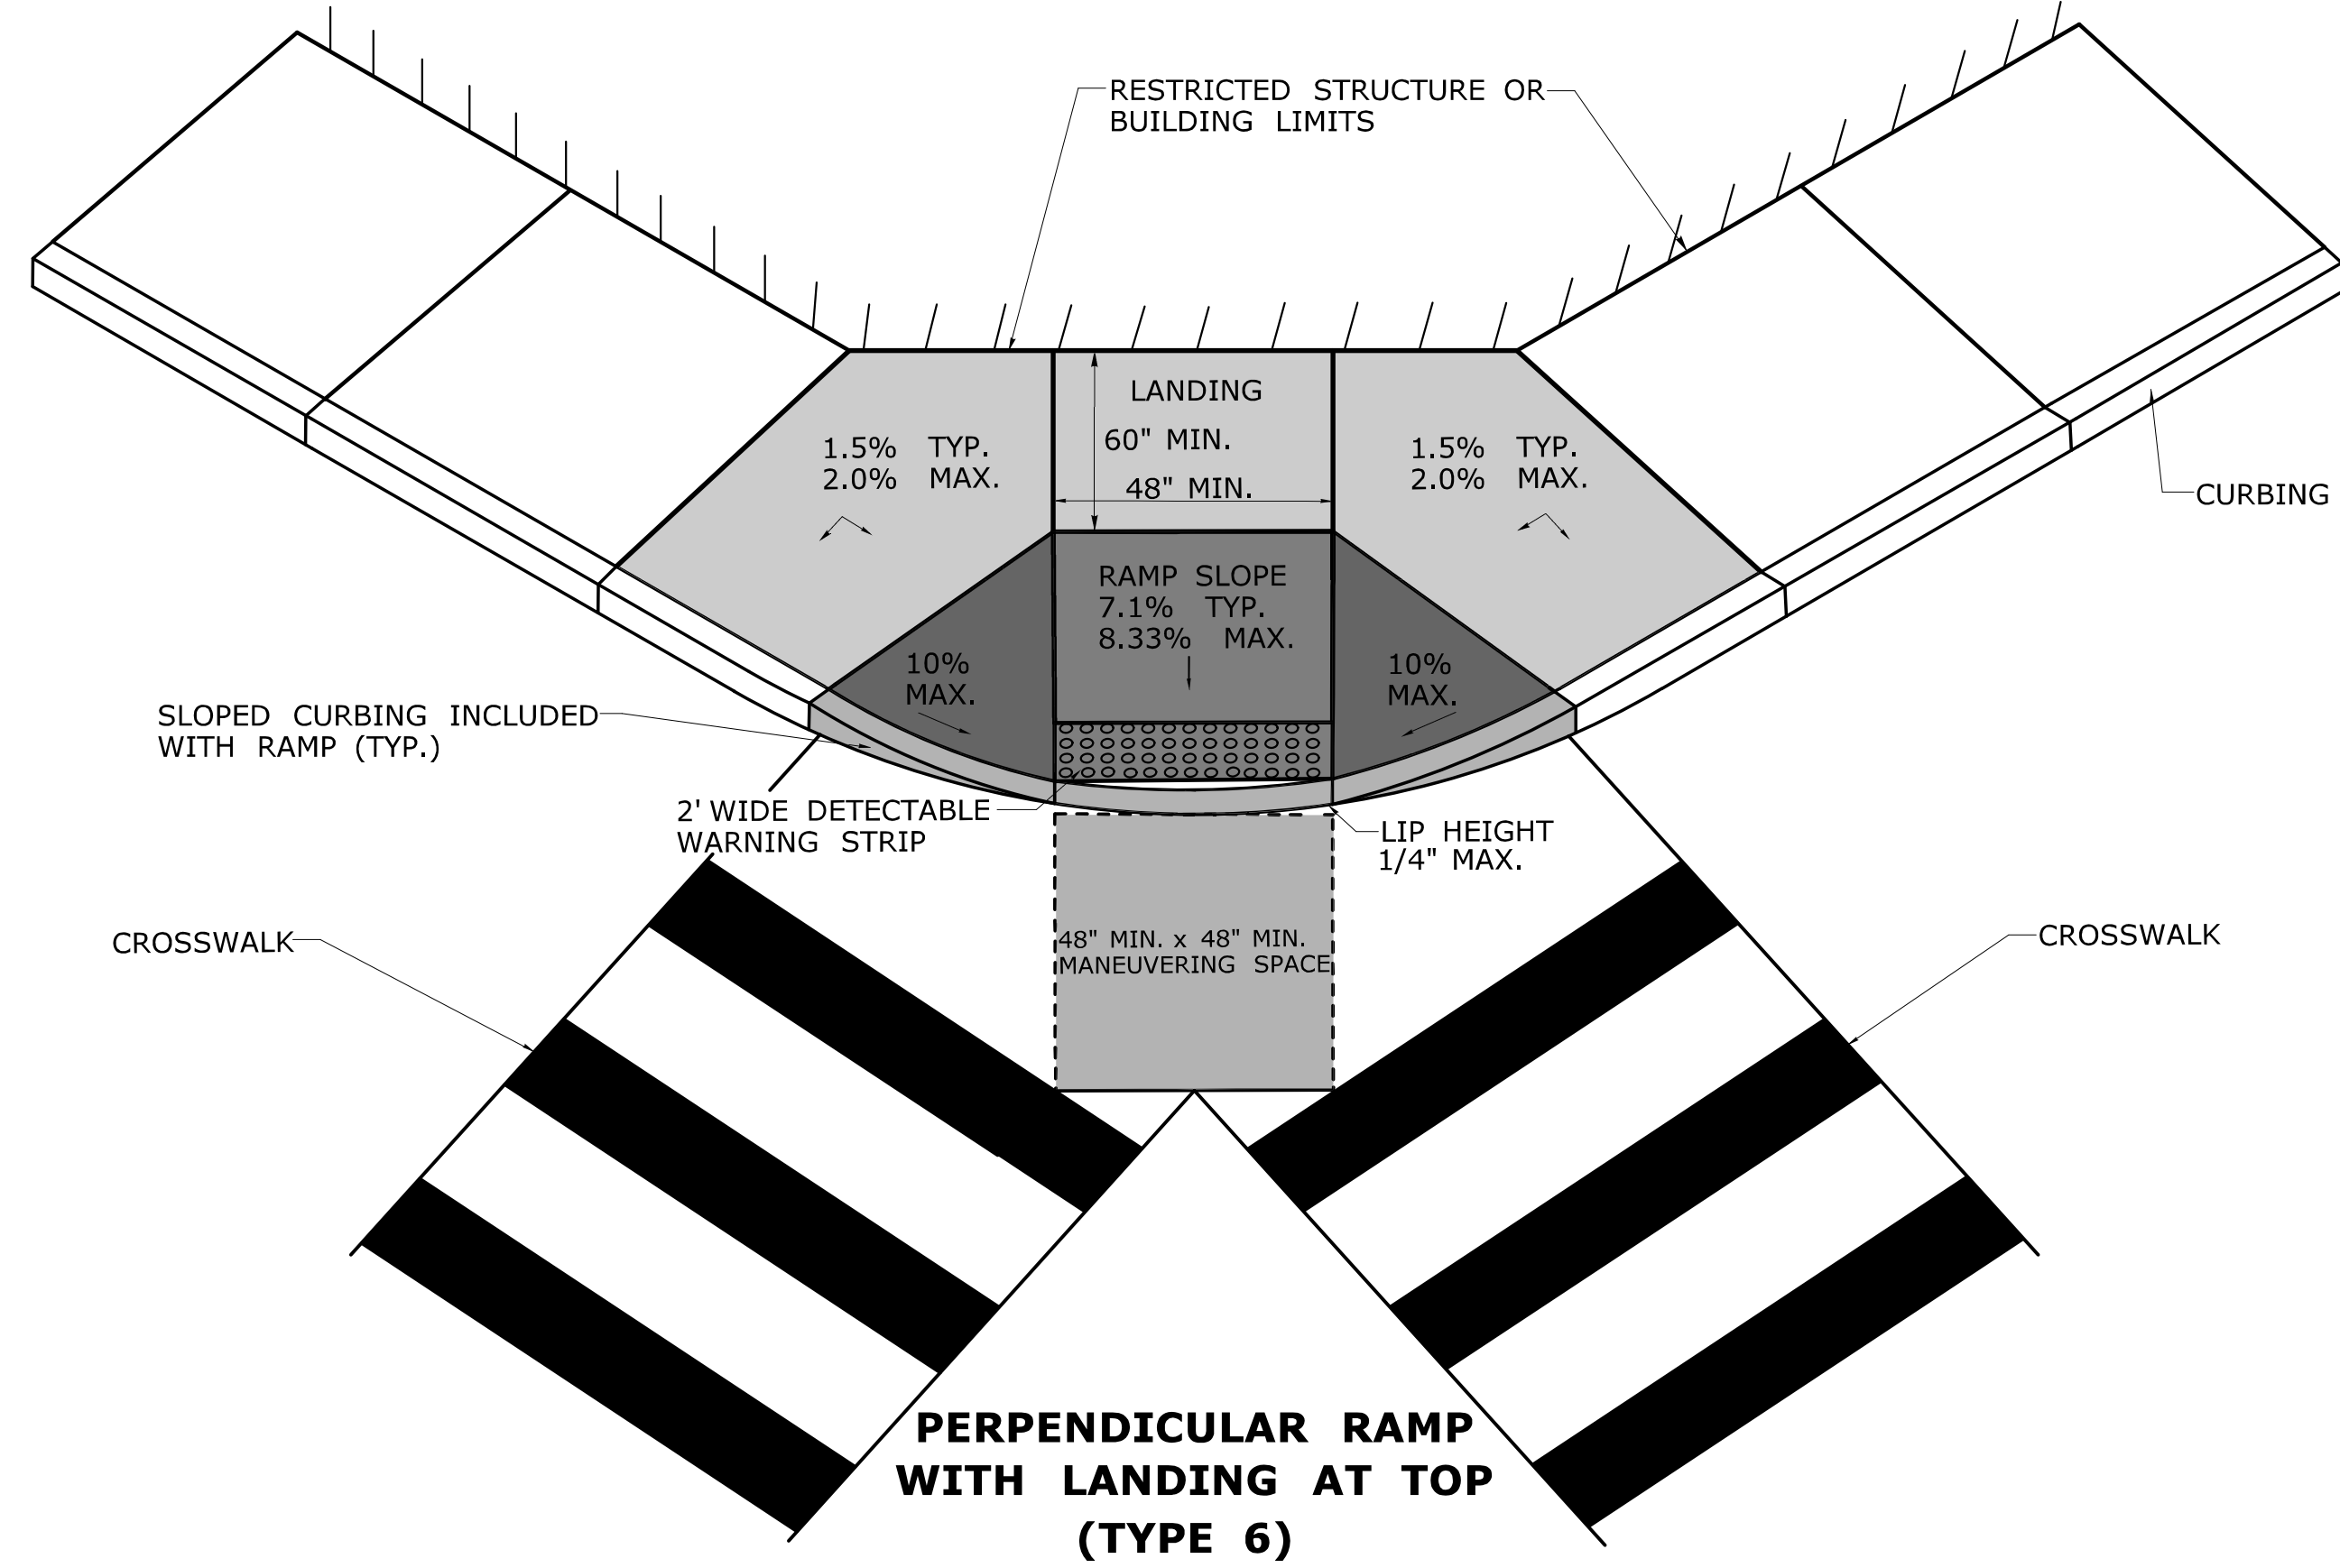 RESTRICTED STRUCTURE OR
BUILDING LIMITS
LANDING
60" MIN.
48" MIN.
1.5% TYP.
2.0% MAX.
1.5% TYP.
2.0% MAX.
CURBING
RAMP SLOPE
7.1% TYP.
8.33% MAX.
10%
MAX.
10%
MAX.
SLOPED CURBING INCLUDED
WITH RAMP (TYP.)
2' WIDE DETECTABLE
WARNING STRIP
LIP HEIGHT
1/4" MAX.
48" MIN. x 48" MIN.
MANEUVERING SPACE
CROSSWALK
CROSSWALK
PERPENDICULAR RAMP
WITH LANDING AT TOP
(TYPE 6)